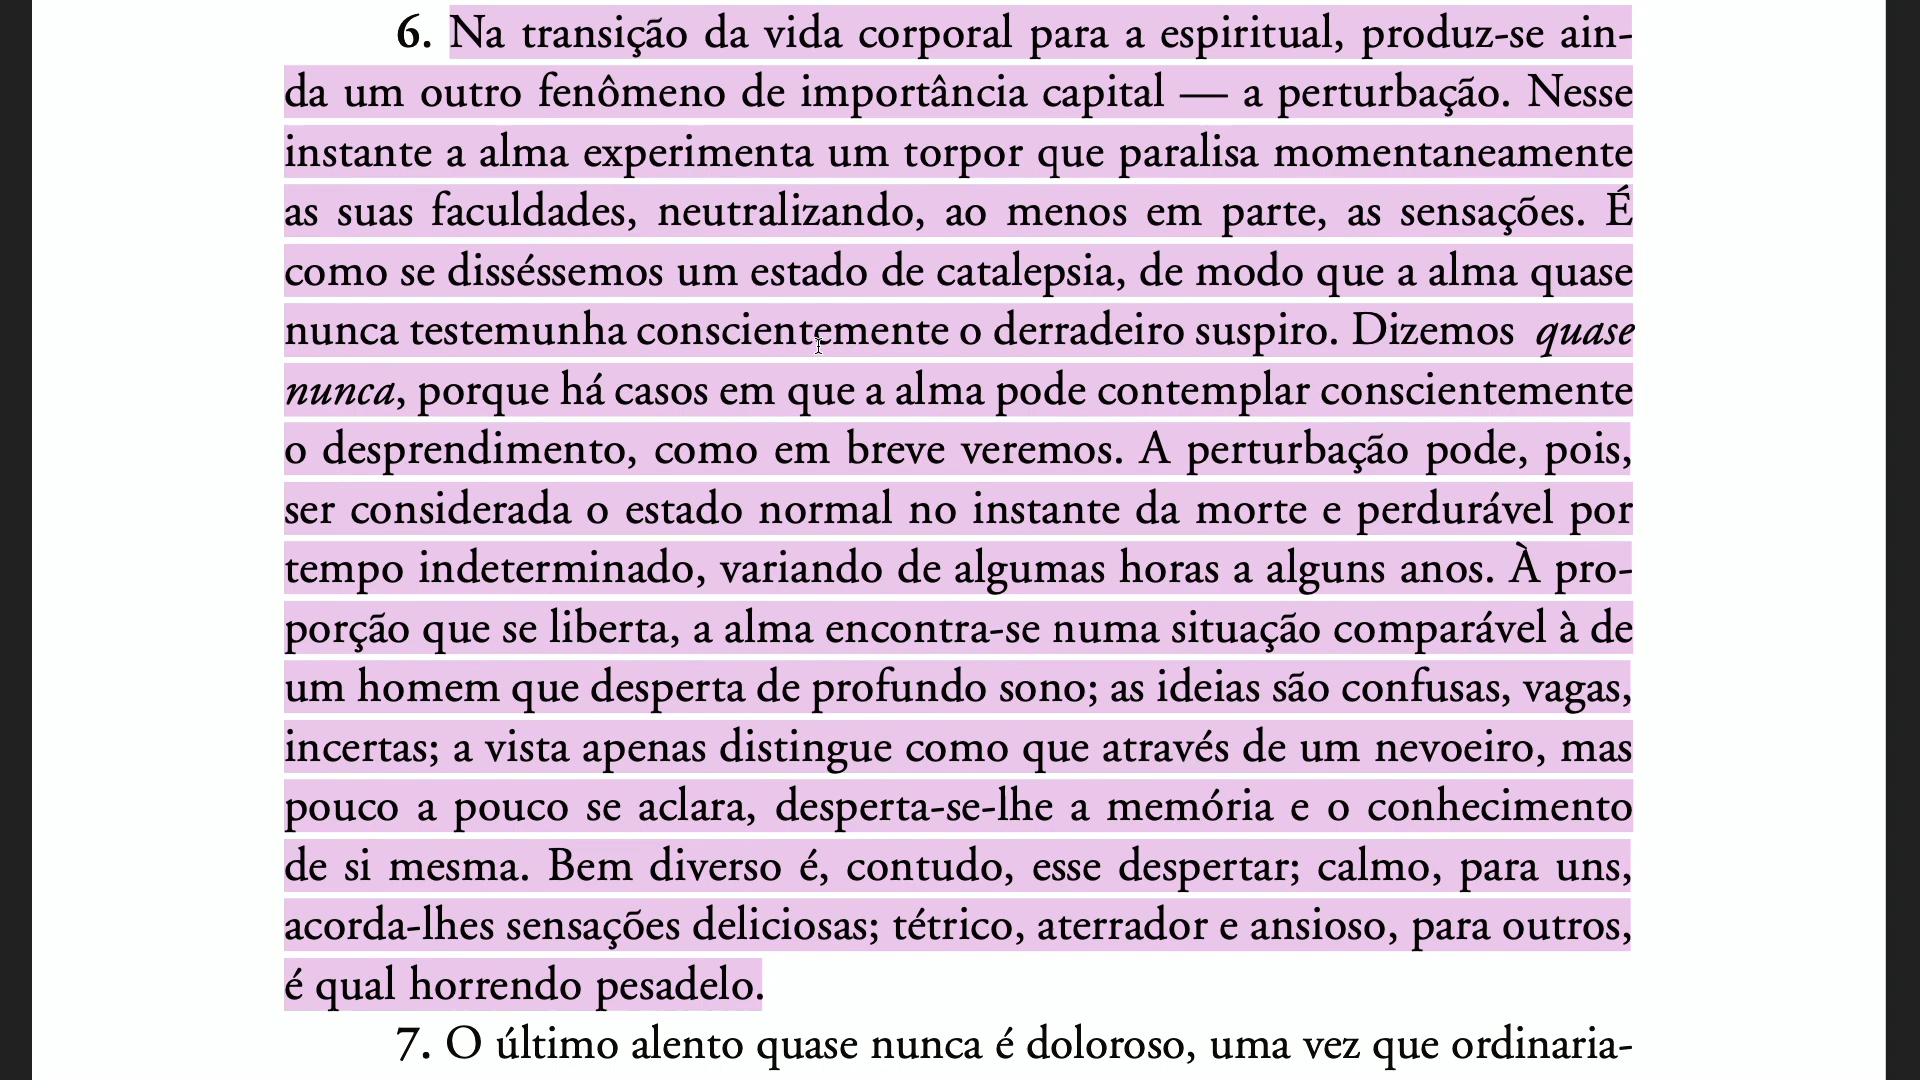 6. Na transição da vida corporal para a espiritual, produz-se ain-
da um outro fenômeno de importância capital — a perturbação. Nesse
instante a alma experimenta um torpor que paralisa momentaneamente
as suas faculdades, neutralizando, ao menos em parte, as sensações. É
como se disséssemos um estado de catalepsia, de modo que a alma quase
nunca testemunha conscientemente o derradeiro suspiro. Dizemos quase
nunca, porque há casos em que a alma pode contemplar conscientemente
o desprendimento, como em breve veremos. A perturbação pode, pois,
ser considerada o estado normal no instante da morte e perdurável por
tempo indeterminado, variando de algumas horas a alguns anos. À pro-
porção que se liberta, a alma encontra-se numa situação comparável à de
um homem que desperta de profundo sono; as ideias são confusas, vagas,
incertas; a vista apenas distingue como que através de um nevoeiro, mas
pouco a pouco se aclara, desperta-se-lhe a memória e o conhecimento
de si mesma. Bem diverso é, contudo, esse despertar; calmo, para uns,
acorda-lhes sensações deliciosas; tétrico, aterrador e ansioso, para outros,
é qual horrendo pesadelo.
7. O último alento quase nunca é doloroso, uma vez que ordinaria-